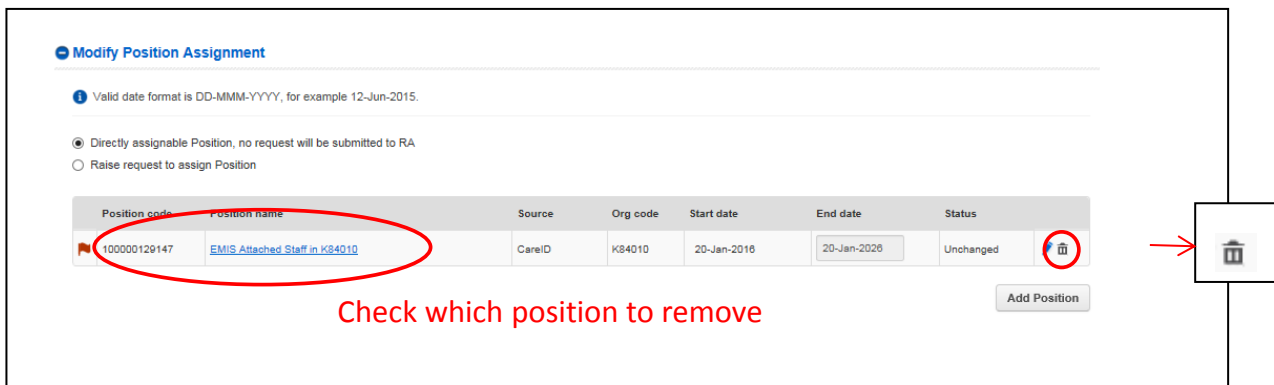 Modify Position Assignment
Valid date format is DD-MMM-YYYY, for example 12-Jun-2015.
Directly assignable Position, no request will be submitted to RA
Raise request to assign Position
Position code Position name Source Org code Start date End date Status
100000129147 EMIS Attached Staff in K84010 CareID K84010 20-Jan-2016 20-Jan-2026 Unchanged
Add Position
Check which position to remove